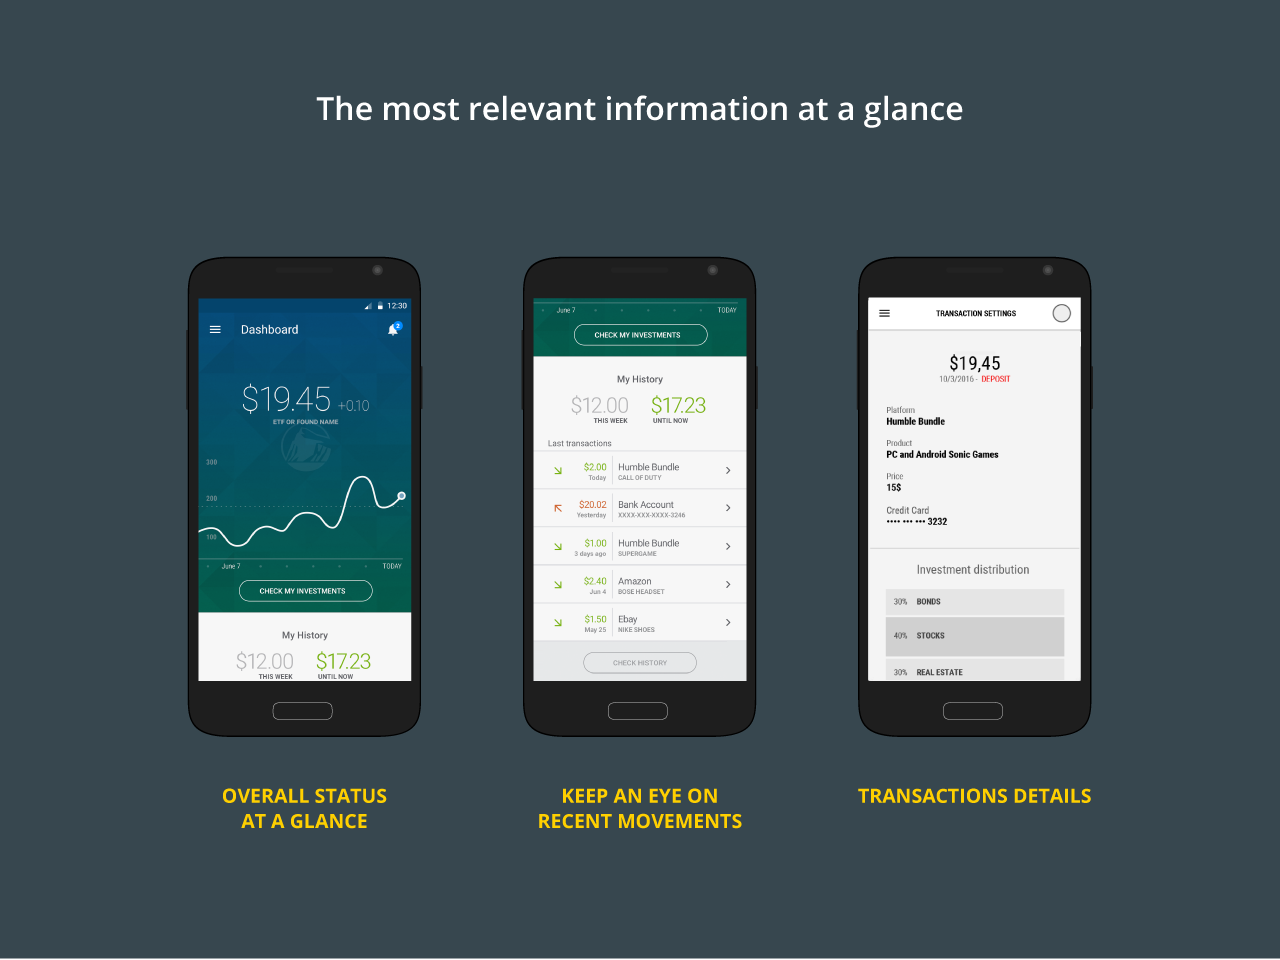 The most relevant information at a glance
12:30
Dashboard
2
$19.45 +0.10
ETF OR FOUND NAME
300
200
100
June 7
TODAY
CHECK MY INVESTMENTS
My History
$12.00 $17.23
THIS WEEK UNTIL NOW
OVERALL STATUS
AT A GLANCE
June 7
TODAY
CHECK MY INVESTMENTS
My History
$12.00 $17.23
THIS WEEK UNTIL NOW
Last transactions
$2.00 Humble Bundle
Today CALL OF DUTY
$20.02 Bank Account
Yesterday XXXX-XXX-XXXX-3246
$1.00 Humble Bundle
3 days ago SUPERGAME
$2.40 Amazon
Jun 4 BOSE HEADSET
$1.50 Ebay
May 25 NIKE SHOES
CHECK HISTORY
KEEP AN EYE ON
RECENT MOVEMENTS
TRANSACTION SETTINGS
$19,45
10/3/2016 - DEPOSIT
Platform
Humble Bundle
Product
PC and Android Sonic Games
Price
15$
Credit Card
•••• ••• ••• 3232
Investment distribution
30% BONDS
40% STOCKS
30% REAL ESTATE
TRANSACTIONS DETAILS